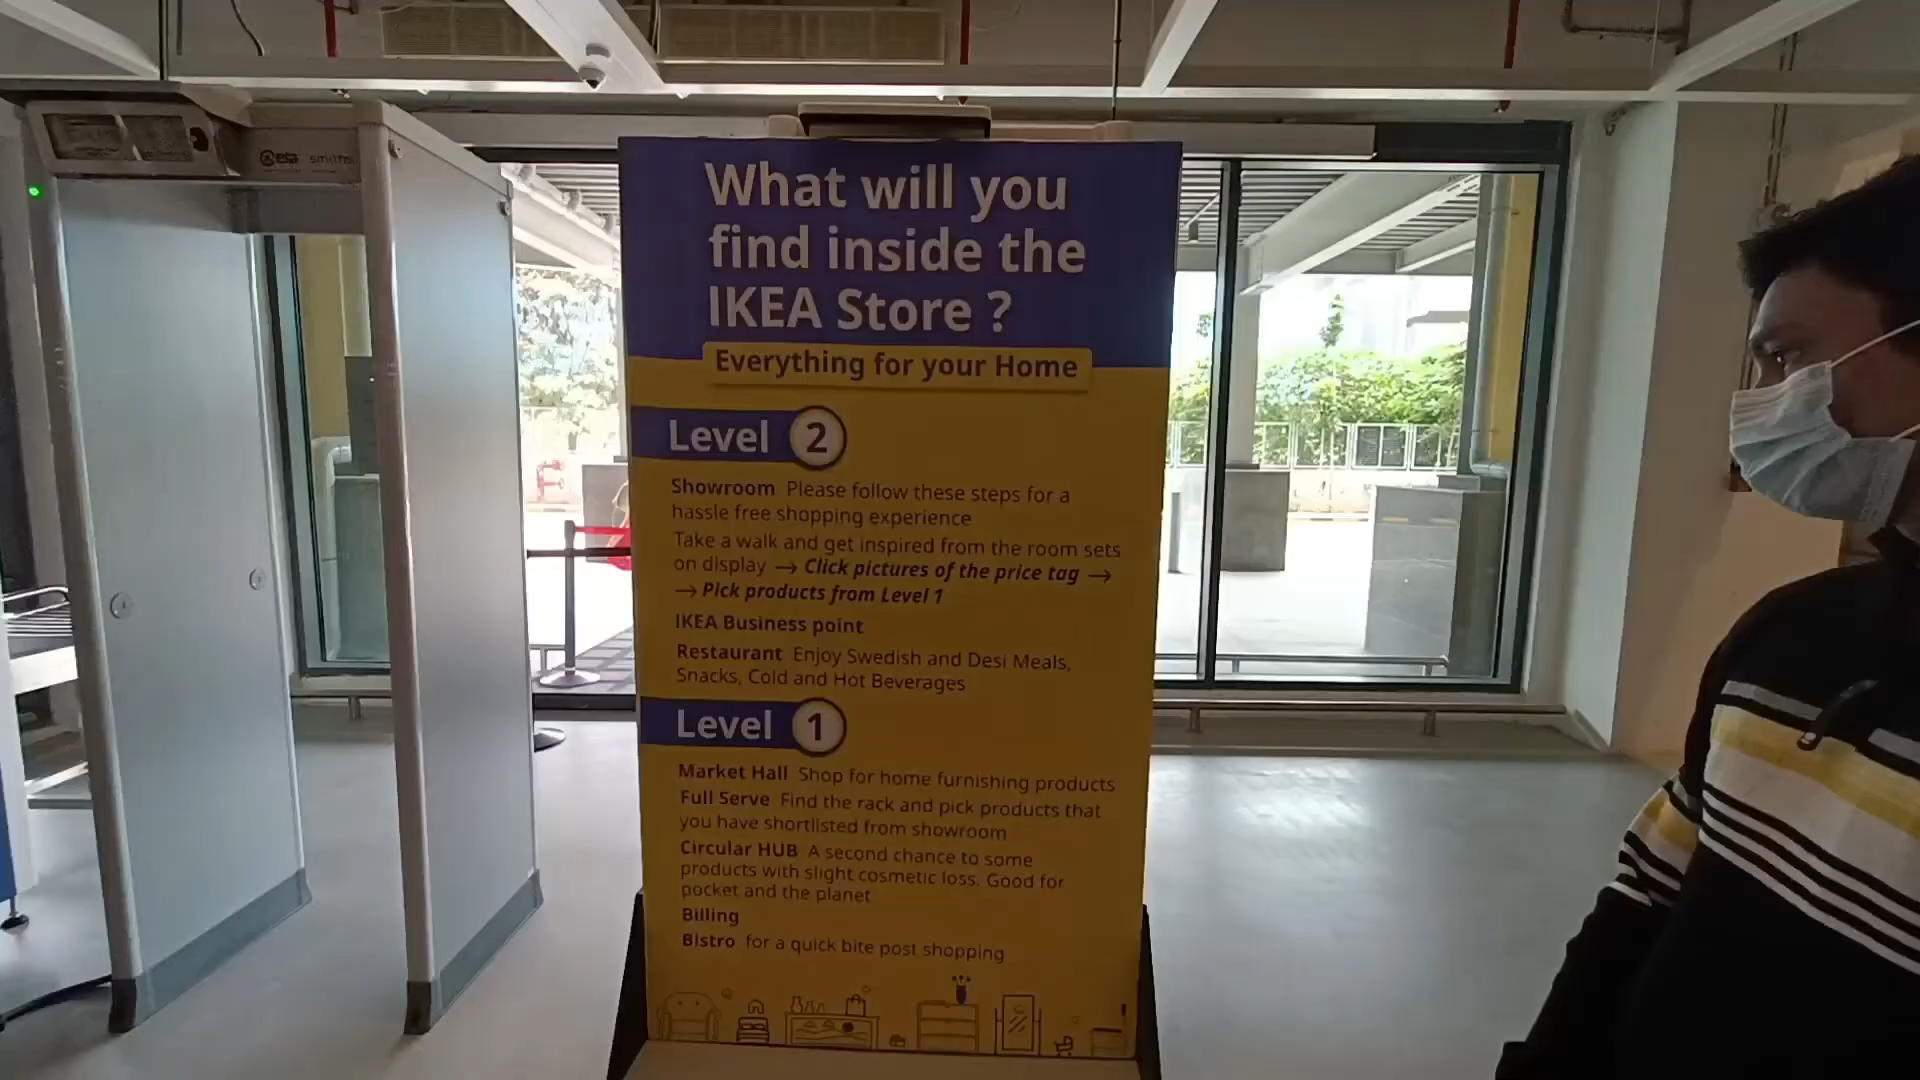 ceia smiths
What will you
find inside the
IKEA Store ?
Everything for your Home
Level 2
Showroom Please follow these steps for a
hassle free shopping experience
Take a walk and get inspired from the room sets
on display → Click pictures of the price tag →
→ Pick products from Level 1
IKEA Business point
Restaurant Enjoy Swedish and Desi Meals,
Snacks, Cold and Hot Beverages
Level 1
Market Hall Shop for home furnishing products
Full Serve Find the rack and pick products that
you have shortlisted from showroom
Circular HUB A second chance to some
products with slight cosmetic loss. Good for
pocket and the planet
Billing
Bistro for a quick bite post shopping